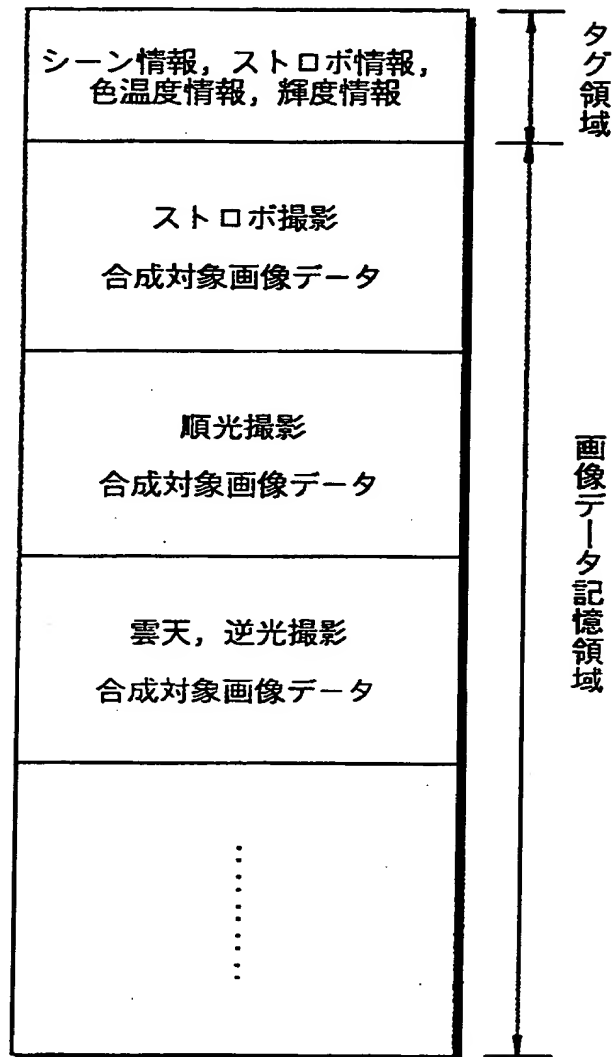 シーン情報，ストロボ情報，
色温度情報，輝度情報
タグ領域
ストロボ撮影
合成対象画像データ
順光撮影
合成対象画像データ
雲天，逆光撮影
合成対象画像データ
画像データ記憶領域